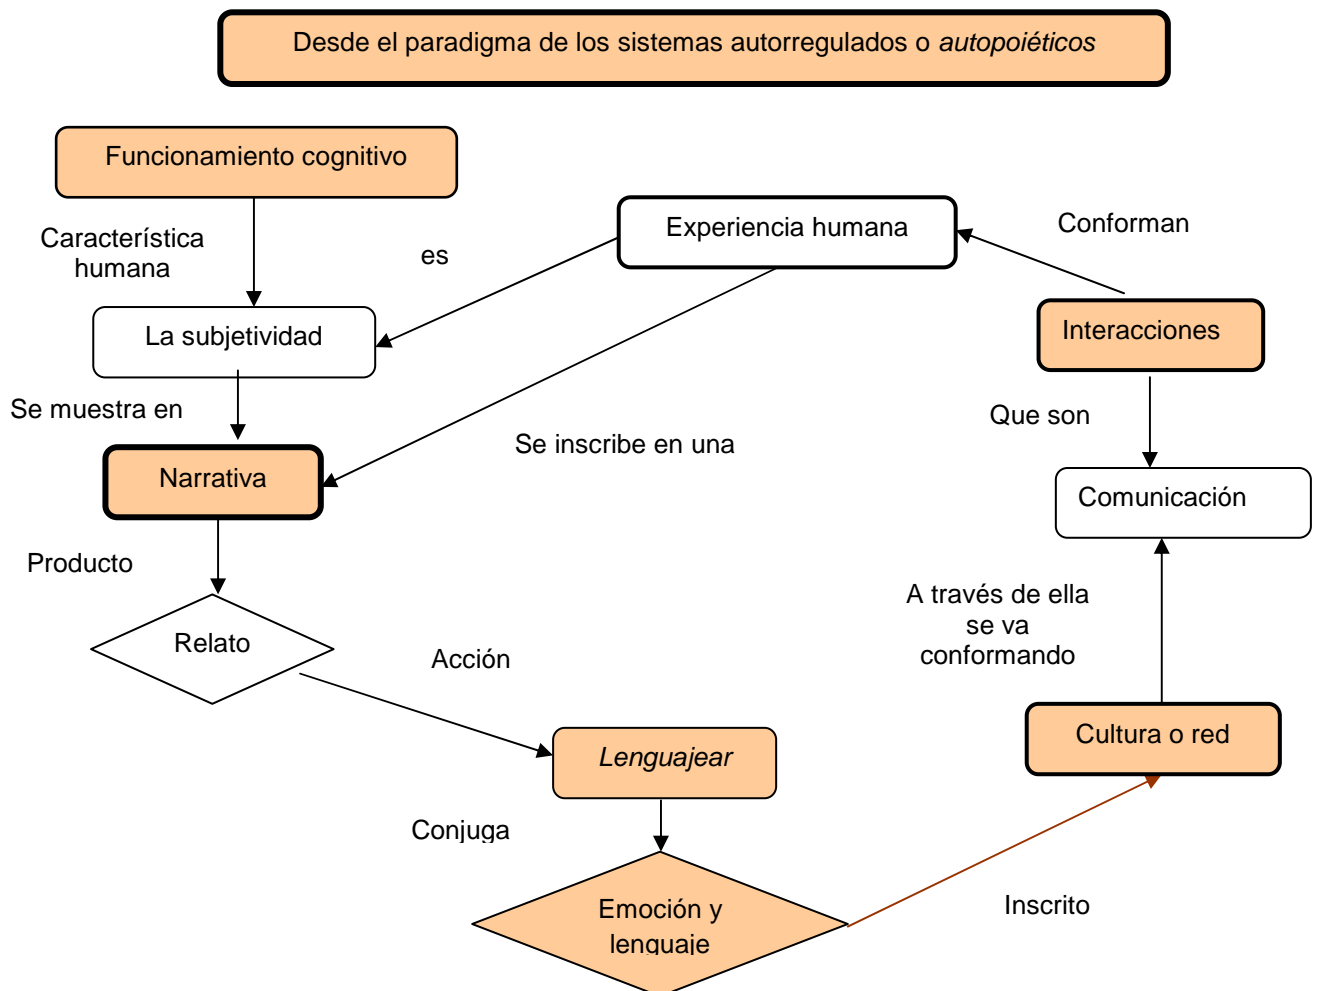 Desde el paradigma de los sistemas autorregulados o autopoiéticos
Funcionamiento cognitivo
Experiencia humana
Conforman
Característica
humana
es
La subjetividad
Interacciones
Se muestra en
Que son
Se inscribe en una
Narrativa
Comunicación
Producto
A través de ella
se va
conformando
Relato
Acción
Lenguajear
Cultura o red
Conjuga
Emoción y
lenguaje
Inscrito